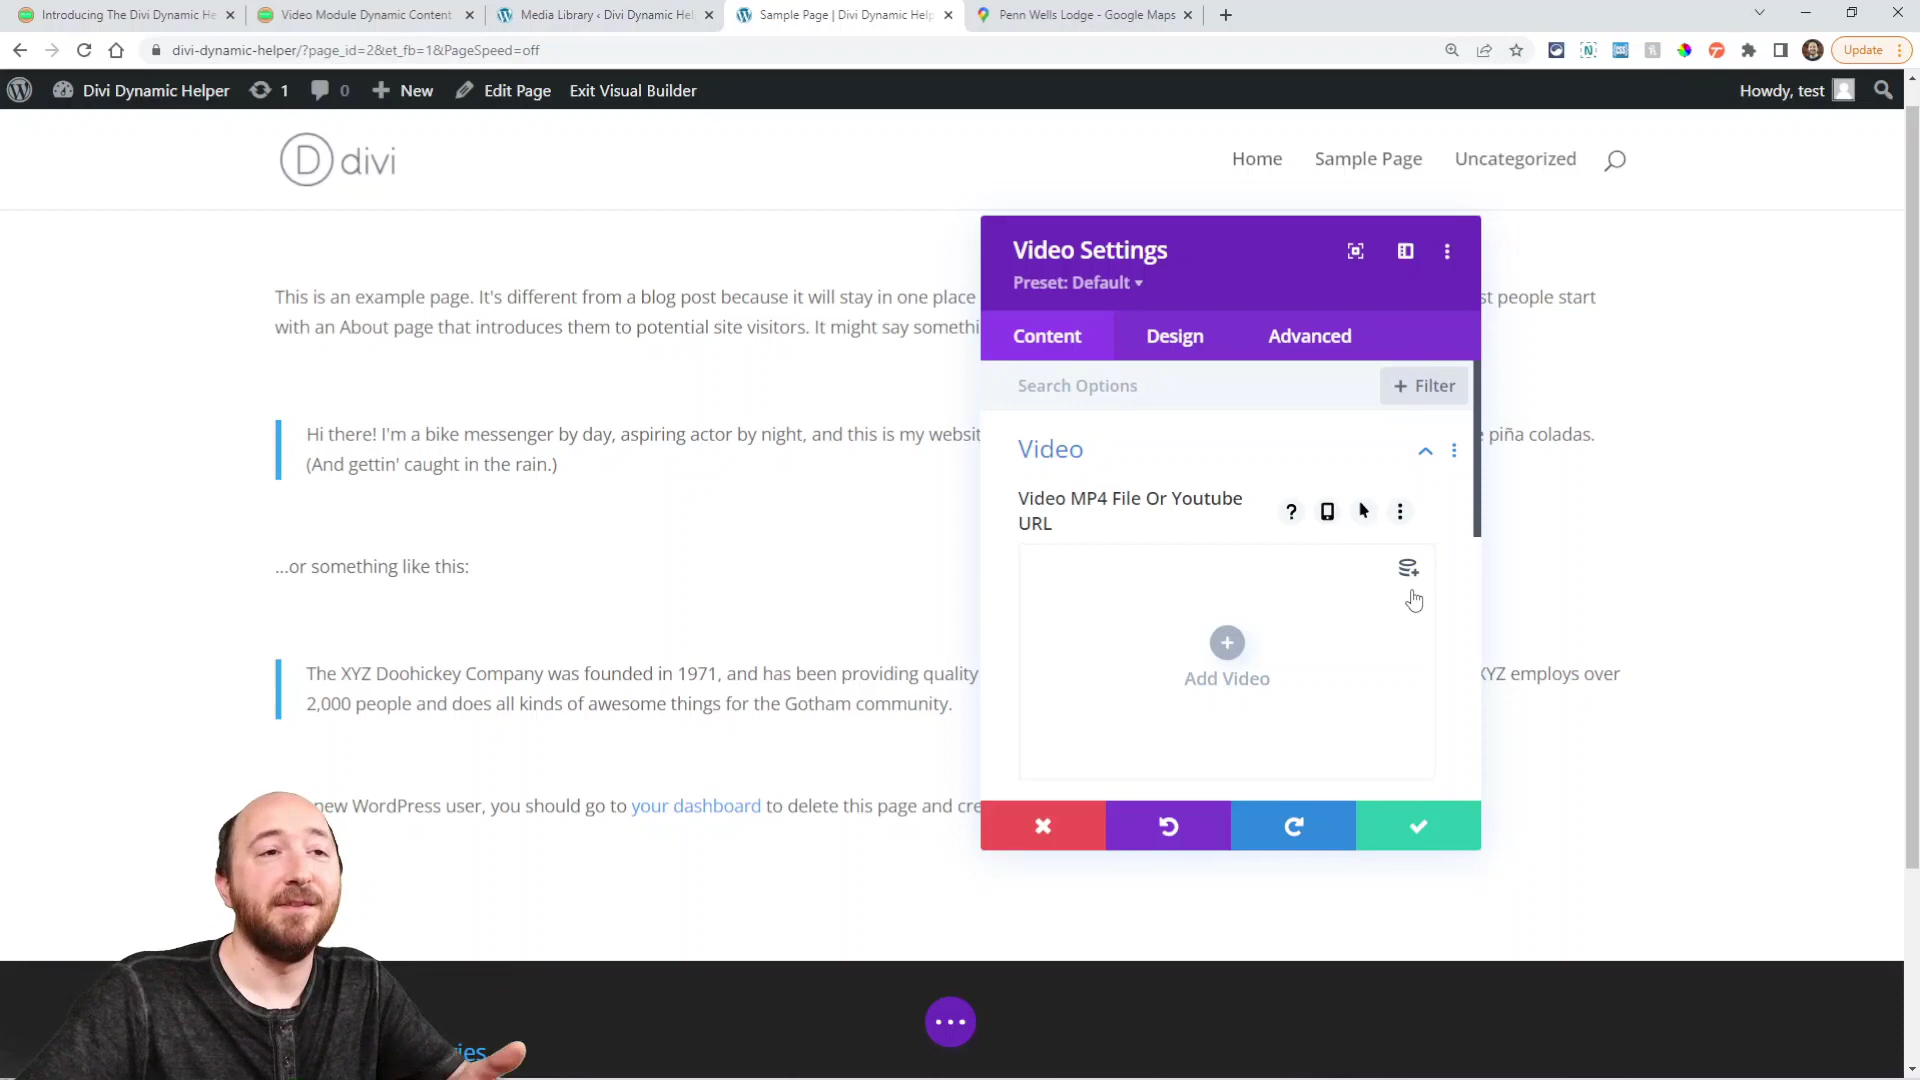 Introducing The Divi Dynamic He
Video Module Dynamic Content
Media Library ‹ Divi Dynamic Hel
Sample Page | Divi Dynamic Help
Penn Wells Lodge - Google Maps
divi-dynamic-helper/?page_id=2&et_fb=1&PageSpeed=off
Update
Divi Dynamic Helper
1
0
New
Edit Page
Exit Visual Builder
Howdy, test
D divi
Home
Sample Page
Uncategorized
Video Settings
Preset: Default
Content
Design
Advanced
Search Options
+ Filter
Video
Video MP4 File Or Youtube
URL
?
Add Video
This is an example page. It's different from a blog post because it will stay in one place st people start
with an About page that introduces them to potential site visitors. It might say somethi
Hi there! I'm a bike messenger by day, aspiring actor by night, and this is my websit piña coladas.
(And gettin' caught in the rain.)
...or something like this:
The XYZ Doohickey Company was founded in 1971, and has been providing quality XYZ employs over
2,000 people and does all kinds of awesome things for the Gotham community.
new WordPress user, you should go to your dashboard to delete this page and cre
ies